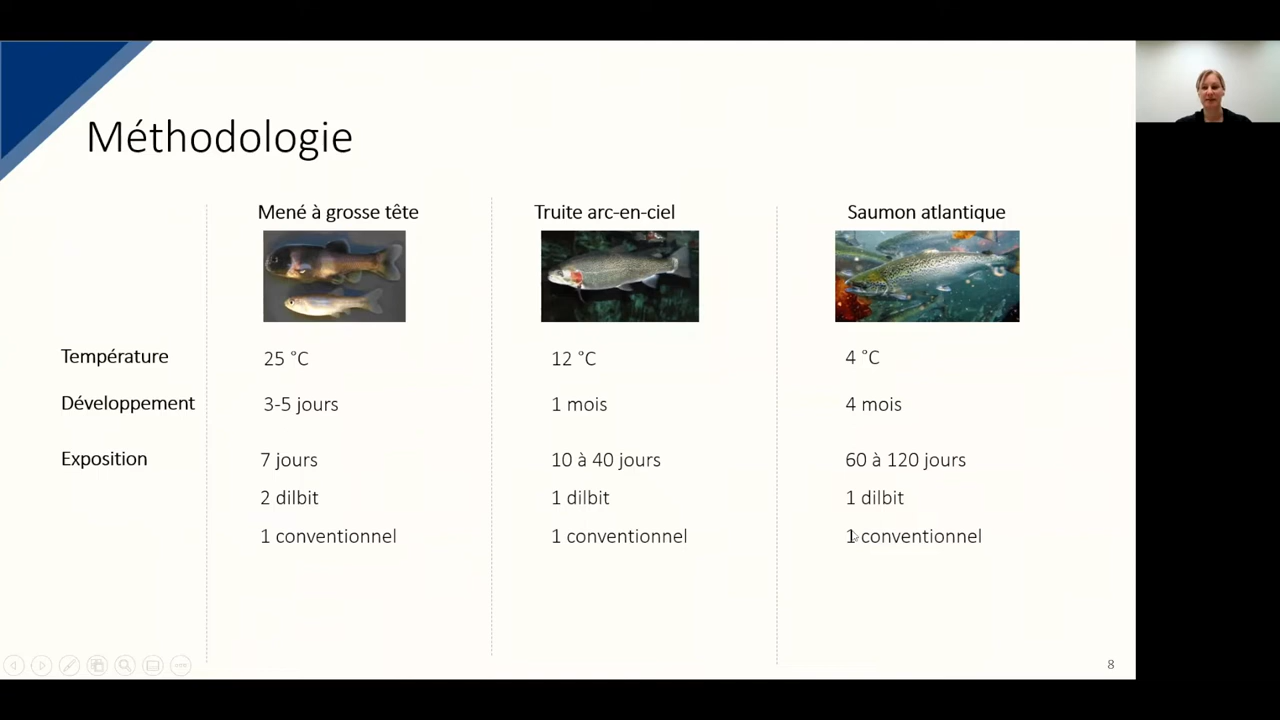 Méthodologie
Mené à grosse tête
Truite arc-en-ciel
Saumon atlantique
Température
25 °C
12 °C
4 °C
Développement
3-5 jours
1 mois
4 mois
Exposition
7 jours
10 à 40 jours
60 à 120 jours
2 dilbit
1 dilbit
1 dilbit
1 conventionnel
1 conventionnel
1 conventionnel
8